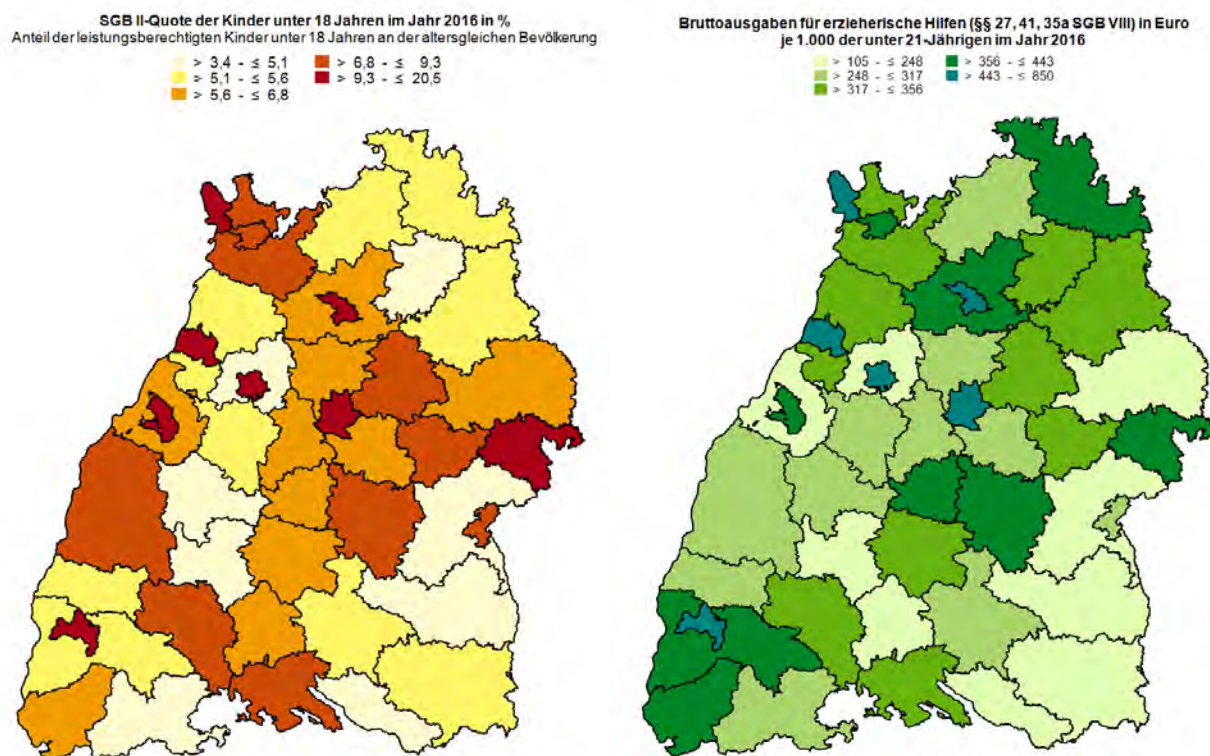 SGB II-Quote der Kinder unter 18 Jahren im Jahr 2016 in %
Anteil der leistungsberechtigten Kinder unter 18 Jahren an der altersgleichen Bevölkerung
> 3,4 - ≤ 5,1
> 5,1 - ≤ 5,6
> 5,6 - ≤ 6,8
> 6,8 - ≤ 9,3
> 9,3 - ≤ 20,5
Bruttoausgaben für erzieherische Hilfen (§§ 27, 41, 35a SGB VIII) in Euro
je 1.000 der unter 21-Jährigen im Jahr 2016
> 105 - ≤ 248
> 248 - ≤ 317
> 317 - ≤ 356
> 356 - ≤ 443
> 443 - ≤ 850